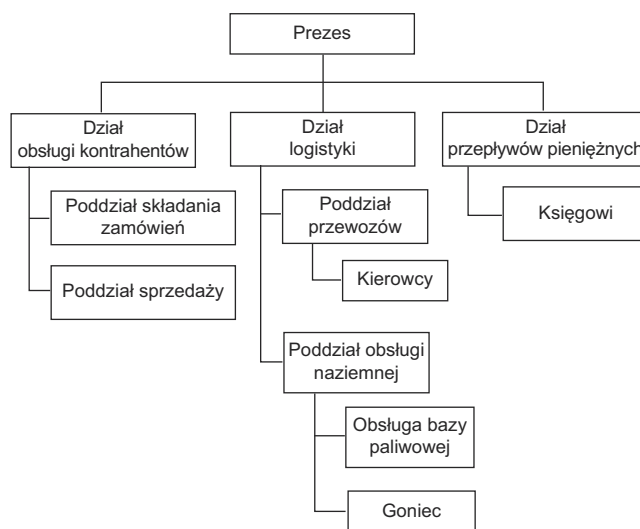 Prezes
Dział
obsługi kontrahentów
Dział
logistyki
Dział
przepływów pieniężnych
Poddział składania
zamówień
Poddział sprzedaży
Poddział
przewozów
Kierowcy
Poddział obsługi
naziemnej
Obsługa bazy
paliwowej
Goniec
Księgowi